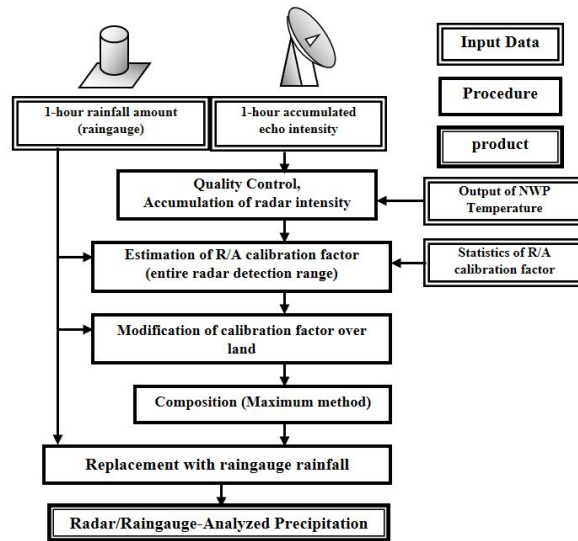 Input Data
Procedure
product
1-hour rainfall amount
(raingauge)
1-hour accumulated
echo intensity
Quality Control,
Accumulation of radar intensity
Output of NWP
Temperature
Estimation of R/A calibration factor
(entire radar detection range)
Statistics of R/A
calibration factor
Modification of calibration factor over
land
Composition (Maximum method)
Replacement with raingauge rainfall
Radar/Raingauge-Analyzed Precipitation